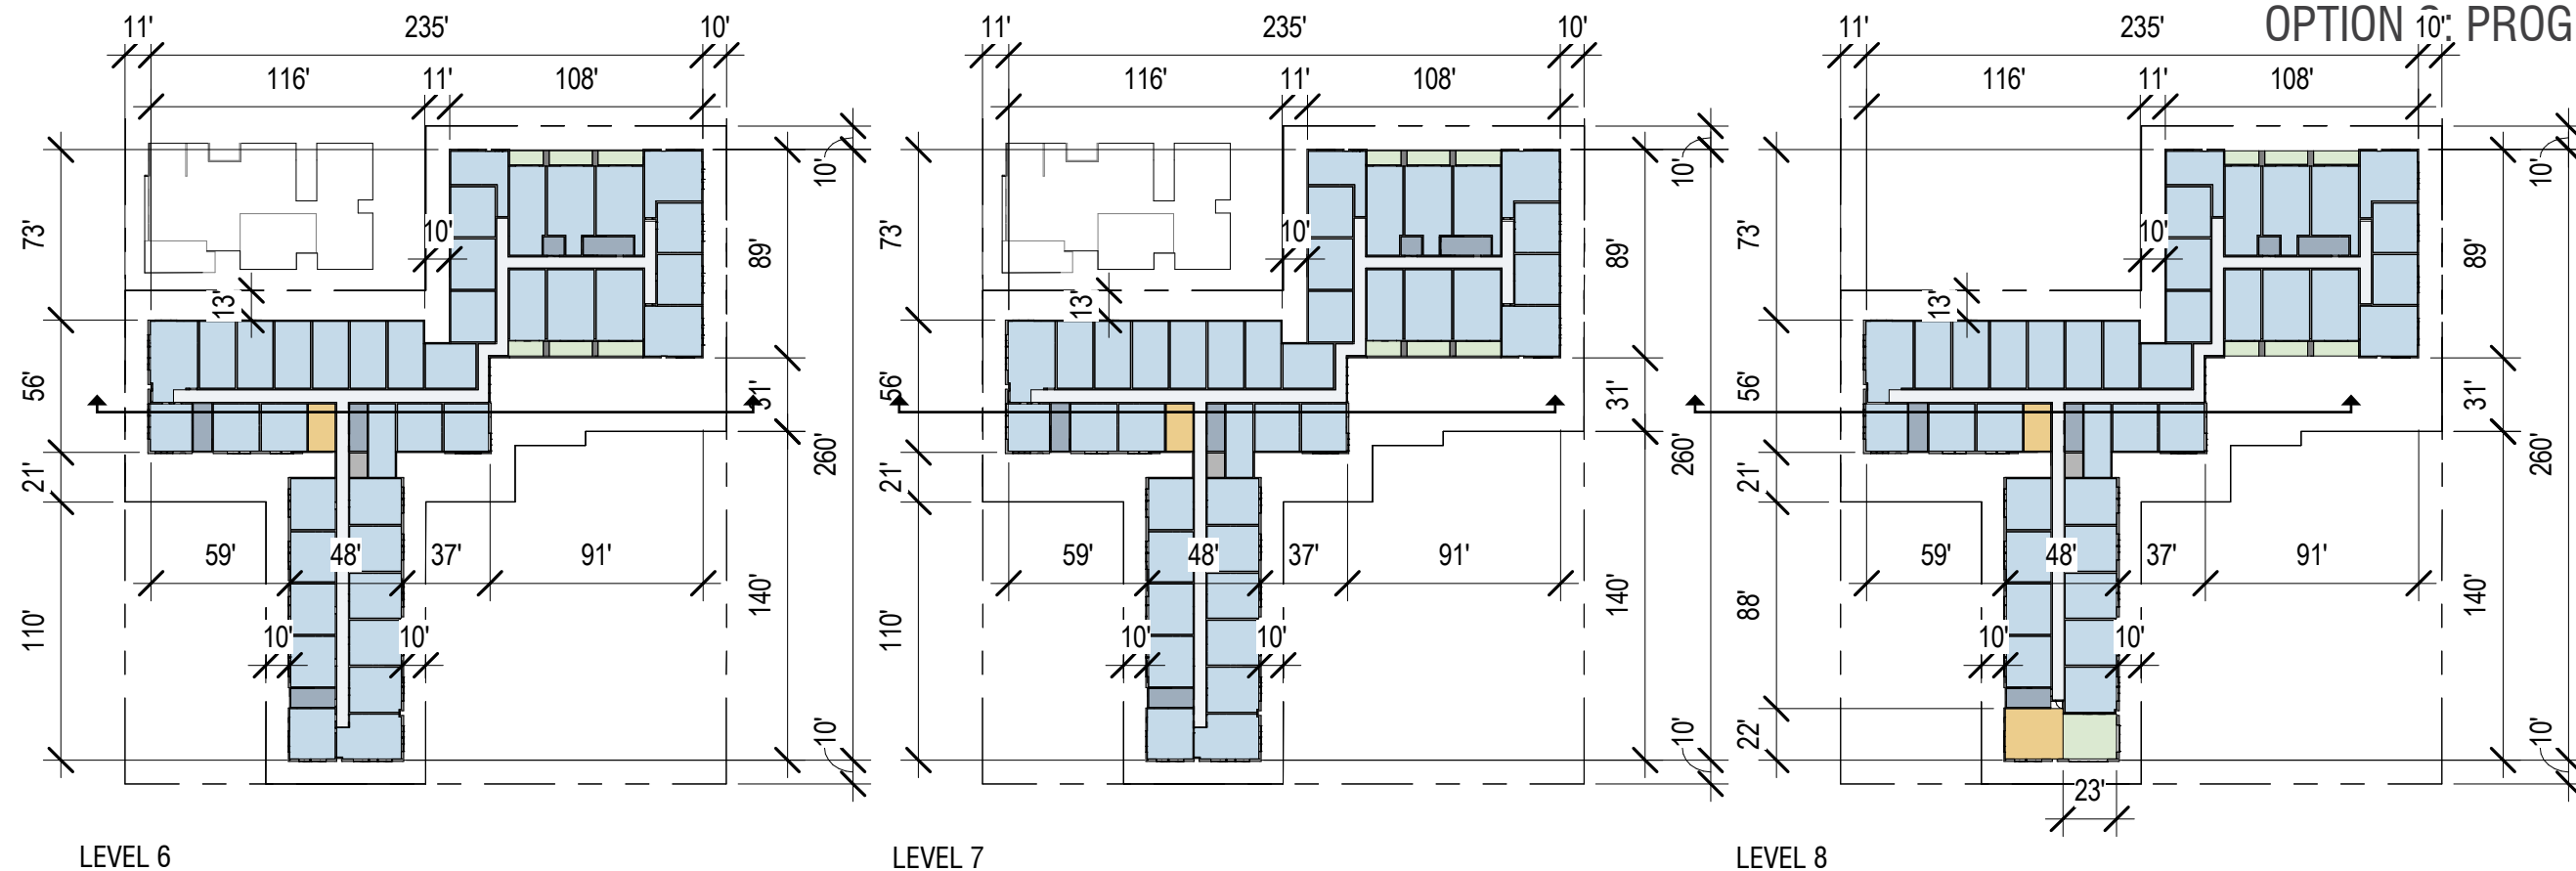 OPTION : PROG
11' 235' 10' 11' 235' 10' 11' 235' 10'
116' 11' 108' 116' 11' 108' 116' 11' 108'
10' 10' 10'
73' 10' 89' 73' 10' 89' 73' 10' 89'
13' 13' 13'
56' 31' 56' 31' 56' 31'
21' 260' 21' 260' 21' 260'
59' 48' 37' 91' 59' 48' 37' 91' 59' 48' 37' 91'
110' 10' 10' 140' 110' 10' 10' 140' 88' 10' 10' 140'
10' 10' 22' 10'
23'
LEVEL 6 LEVEL 7 LEVEL 8